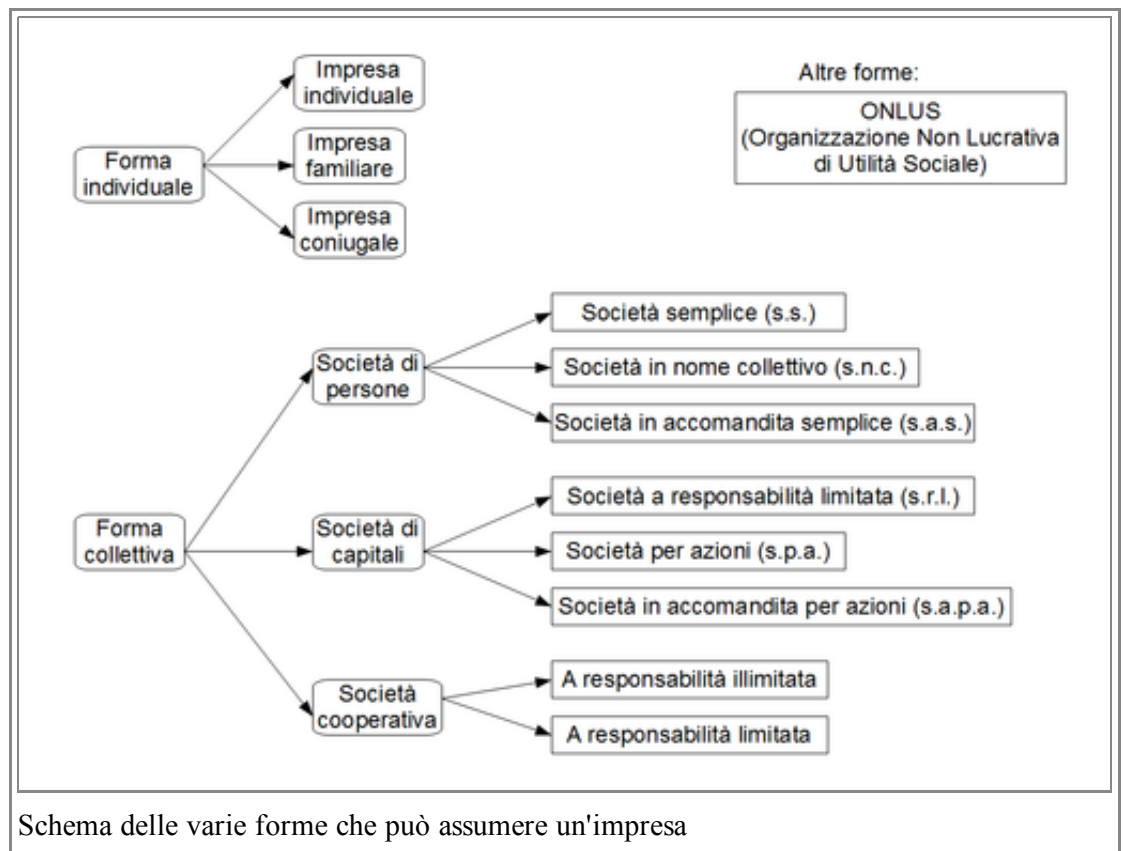 Impresa
individuale
Impresa
familiare
Impresa
coniugale
Forma
individuale
Altre forme:
ONLUS
(Organizzazione Non Lucrativa
di Utilità Sociale)
Forma
collettiva
Società di
persone
Società semplice (s.s.)
Società in nome collettivo (s.n.c.)
Società in accomandita semplice (s.a.s.)
Società di
capitali
Società a responsabilità limitata (s.r.l.)
Società per azioni (s.p.a.)
Società in accomandita per azioni (s.a.p.a.)
Società
cooperativa
A responsabilità illimitata
A responsabilità limitata
Schema delle varie forme che può assumere un'impresa